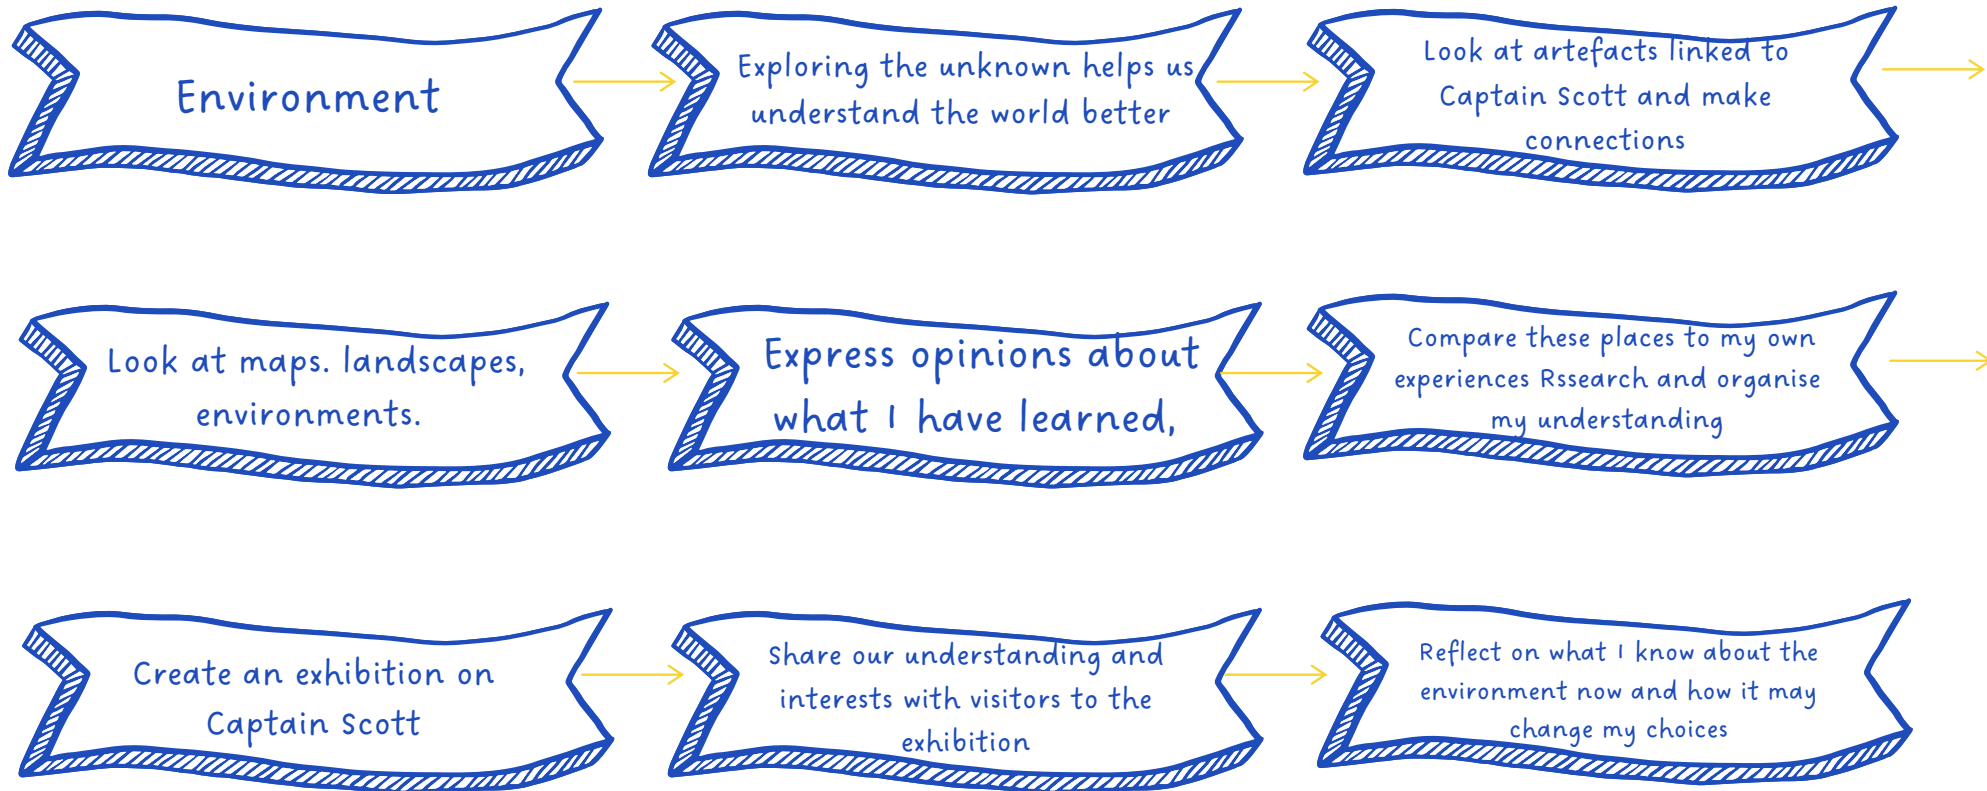 Environment
Exploring the unknown helps us
understand the world better
Look at artefacts linked to
Captain Scott and make
connections
Look at maps. landscapes,
environments.
Express opinions about
what I have learned,
Compare these places to my own
experiences Rssearch and organise
my understanding
Create an exhibition on
Captain Scott
Share our understanding and
interests with visitors to the
exhibition
Reflect on what I know about the
environment now and how it may
change my choices